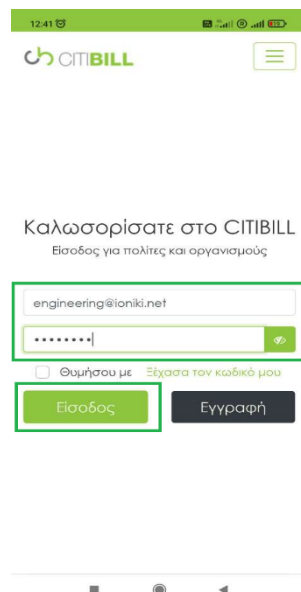 12:41
CITIBILL
Καλωσορίσατε στο CITIBILL
Είσοδος για πολίτες και οργανισμούς
engineering@ioniki.net
••••••••
Θυμήσου με Ξέχασα τον κωδικό μου
Είσοδος Εγγραφή